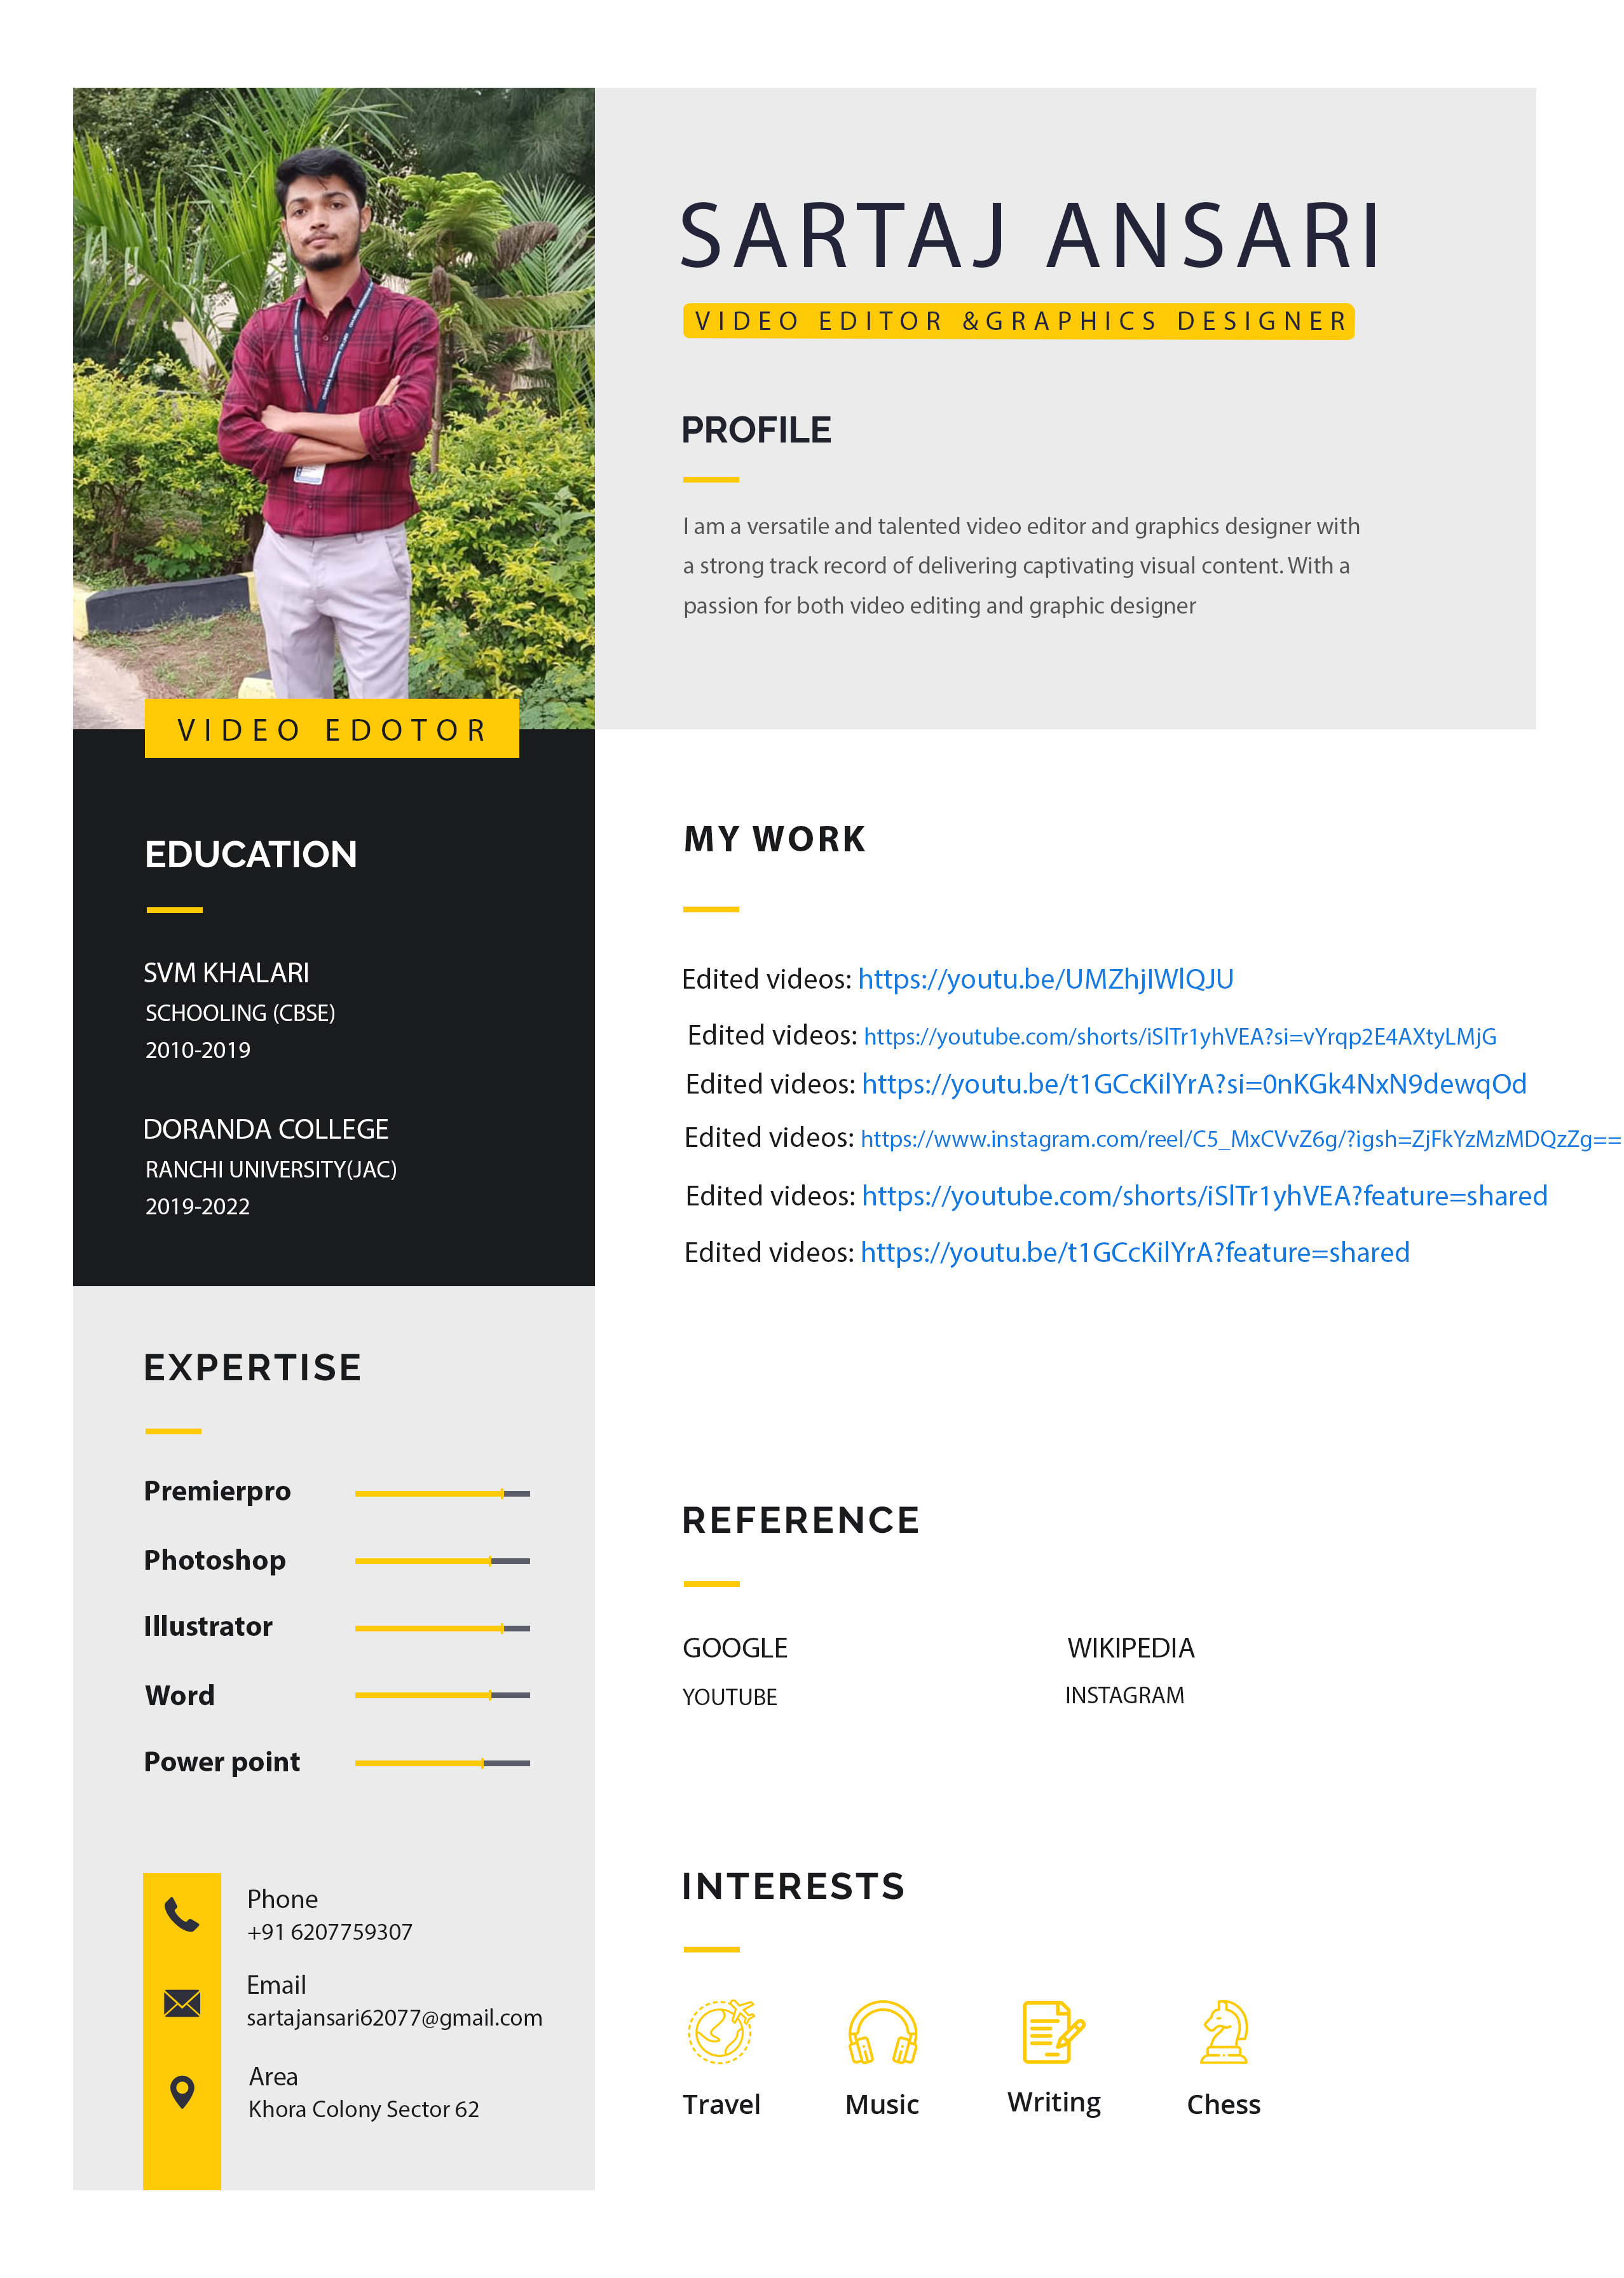 SARTAJ ANSARI
VIDEO EDITOR &GRAPHICS DESIGNER
PROFILE
I am a versatile and talented video editor and graphics designer with
a strong track record of delivering captivating visual content. With a
passion for both video editing and graphic designer
VIDEO EDOTOR
EDUCATION
SVM KHALARI
SCHOOLING (CBSE)
2010-2019
DORANDA COLLEGE
RANCHI UNIVERSITY(JAC)
2019-2022
EXPERTISE
Premierpro
Photoshop
Illustrator
Word
Power point
Phone
+91 6207759307
Email
sartajansari62077@gmail.com
Area
Khora Colony Sector 62
MY WORK
Edited videos: https://youtu.be/UMZhjIWlQJU
Edited videos: https://youtube.com/shorts/iSlTr1yhVEA?si=vYrqp2E4AXtyLMjG
Edited videos: https://youtu.be/t1GCcKilYrA?si=0nKGk4NxN9dewqOd
Edited videos: https://www.instagram.com/reel/C5_MxCVvZ6g/?igsh=ZjFkYzMzMDQzZg==
Edited videos: https://youtube.com/shorts/iSlTr1yhVEA?feature=shared
Edited videos: https://youtu.be/t1GCcKilYrA?feature=shared
REFERENCE
GOOGLE
YOUTUBE
WIKIPEDIA
INSTAGRAM
INTERESTS
Travel
Music
Writing
Chess